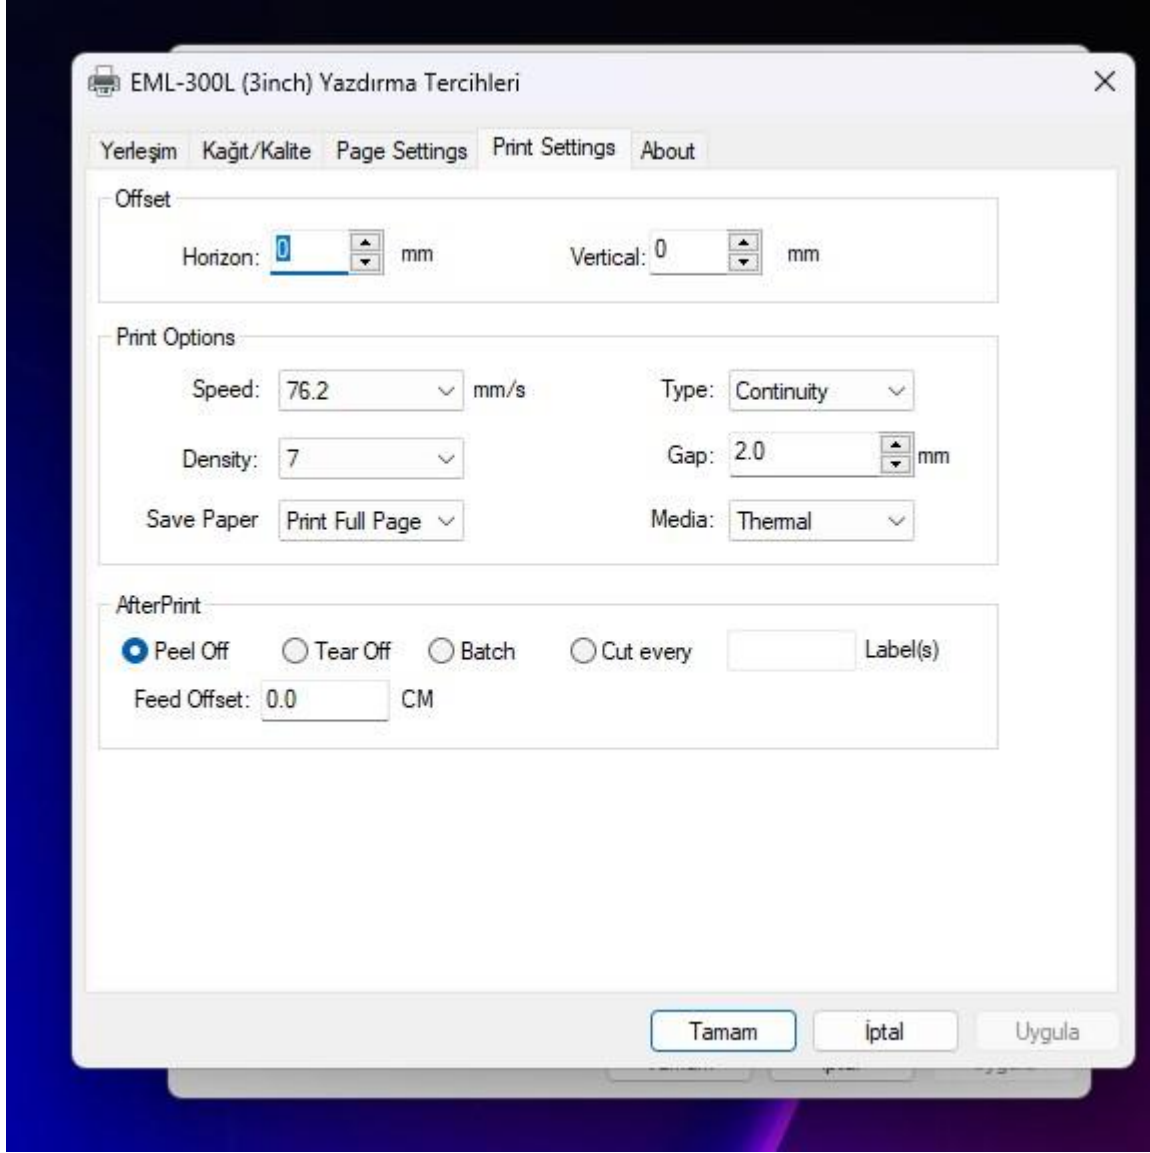 EML-300L (3inch) Yazdırma Tercihleri
Yerleşim Kağıt/Kalite Page Settings Print Settings About
Offset
Horizon: 0 mm Vertical: 0 mm
Print Options
Speed: 76.2 mm/s Type: Continuity
Density: 7 Gap: 2.0 mm
Save Paper Print Full Page Media: Thermal
AfterPrint
Peel Off Tear Off Batch Cut every Label(s)
Feed Offset: 0.0 CM
Tamam İptal Uygula